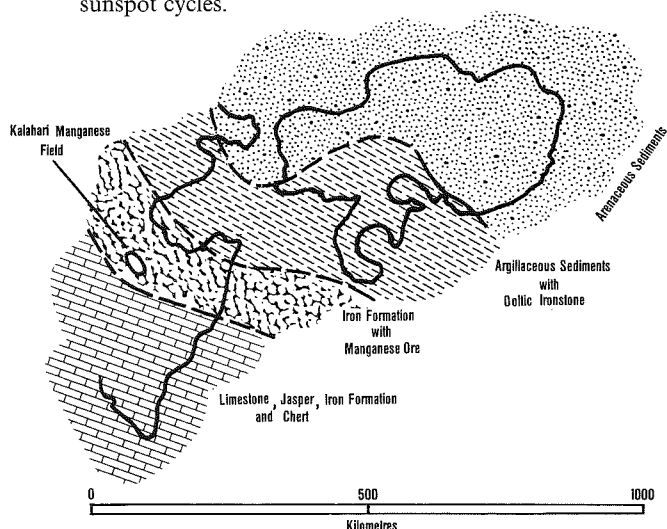 sunspot cycles.
Kalahari Manganese
Field
Arenaceous Sediments
Argillaceous Sediments
with
Oolitic Ironstone
Iron Formation
with
Manganese Ore
Limestone, Jasper, Iron Formation
and Chert
0 500 1000
Kilometres